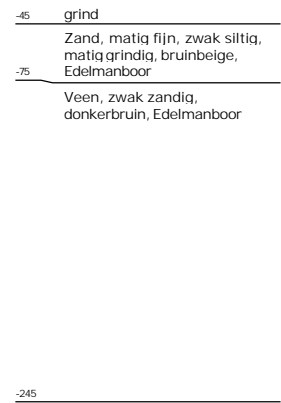 -45 grind
Zand, matig fijn, zwak siltig,
matig grindig, bruinbeige,
-75 Edelmanboor
Veen, zwak zandig,
donkerbruin, Edelmanboor
-245